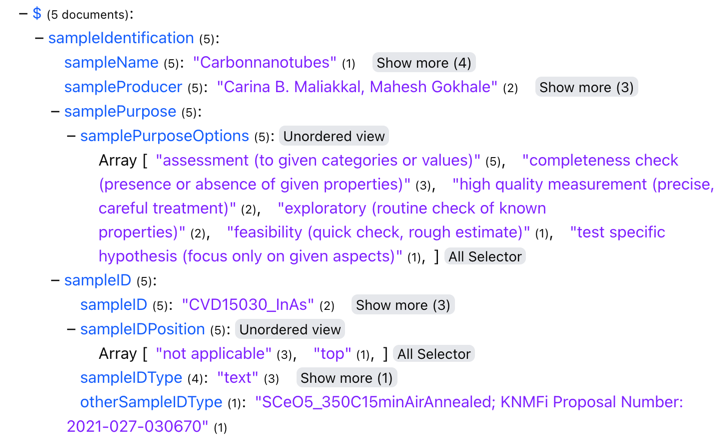 − $ (5 documents):
− sampleIdentification (5):
sampleName (5): "Carbonnanotubes" (1) Show more (4)
sampleProducer (5): "Carina B. Maliakkal, Mahesh Gokhale" (2) Show more (3)
− samplePurpose (5):
− samplePurposeOptions (5): Unordered view
Array [ "assessment (to given categories or values)" (5), "completeness check
(presence or absence of given properties)" (3), "high quality measurement (precise,
careful treatment)" (2), "exploratory (routine check of known
properties)" (2), "feasibility (quick check, rough estimate)" (1), "test specific
hypothesis (focus only on given aspects)" (1), ] All Selector
− sampleID (5):
sampleID (5): "CVD15030_InAs" (2) Show more (3)
− sampleIDPosition (5): Unordered view
Array [ "not applicable" (3), "top" (1), ] All Selector
sampleIDType (4): "text" (3) Show more (1)
otherSampleIDType (1): "SCeO5_350C15minAirAnnealed; KNMFi Proposal Number:
2021-027-030670" (1)